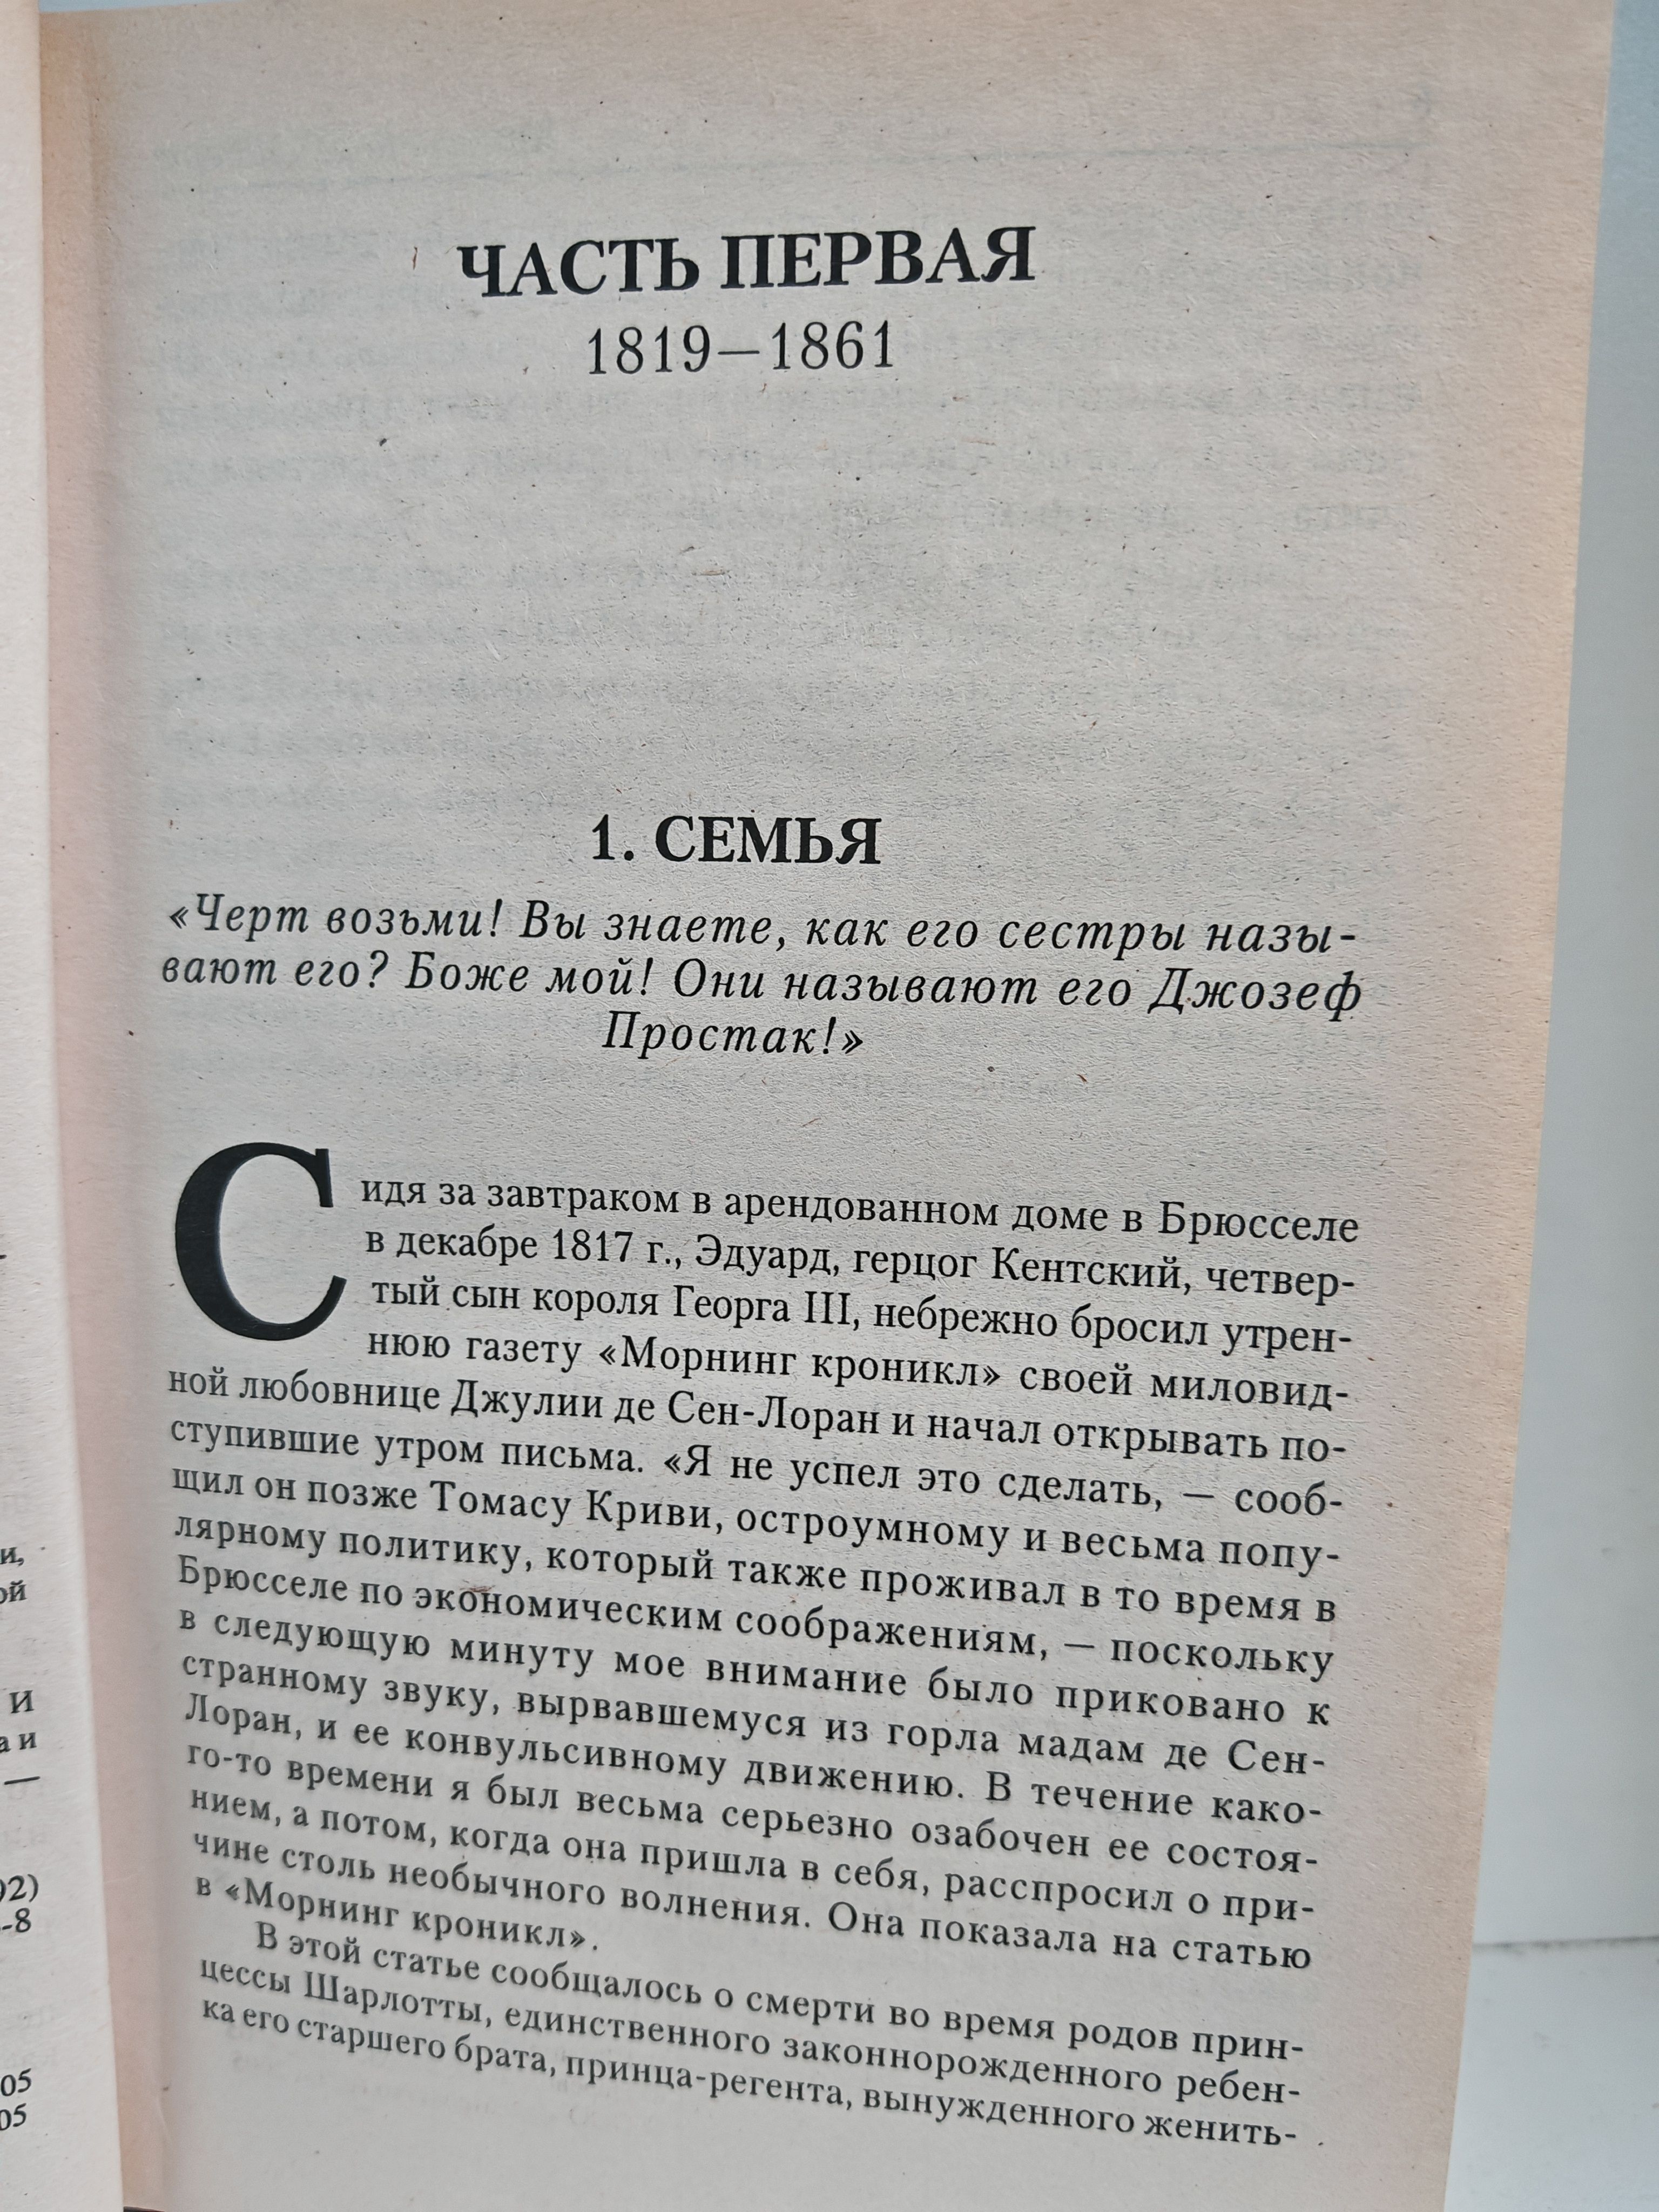 ЧАСТЬ ПЕРВАЯ
1819—1861
1. СЕМЬЯ
«Черт возьми! Вы знаете, как его сестры назы-
вают его? Боже мой! Они называют его Джозеф
Простак!»
Сидя за завтраком в арендованном доме в Брюсселе
в декабре 1817 г., Эдуард, герцог Кентский, четвер-
тый сын короля Георга III, небрежно бросил утрен-
нюю газету «Морнинг кроникл» своей миловид-
ной любовнице Джулии де Сен-Лоран и начал открывать по-
ступившие утром письма. «Я не успел это сделать, — сооб-
щил он позже Томасу Криви, остроумному и весьма попу-
лярному политику, который также проживал в то время в
Брюсселе по экономическим соображениям, — поскольку
в следующую минуту мое внимание было приковано к
странному звуку, вырвавшемуся из горла мадам де Сен-
Лоран, и ее конвульсивному движению. В течение како-
го-то времени я был весьма серьезно озабочен ее состоя-
нием, а потом, когда она пришла в себя, расспросил о при-
чине столь необычного волнения. Она показала на статью
в «Морнинг кроникл».
В этой статье сообщалось о смерти во время родов прин-
цессы Шарлотты, единственного законнорожденного ребен-
ка его старшего брата, принца-регента, вынужденного женить-
и,
ой
И
а и
—
92)
-8
05
05